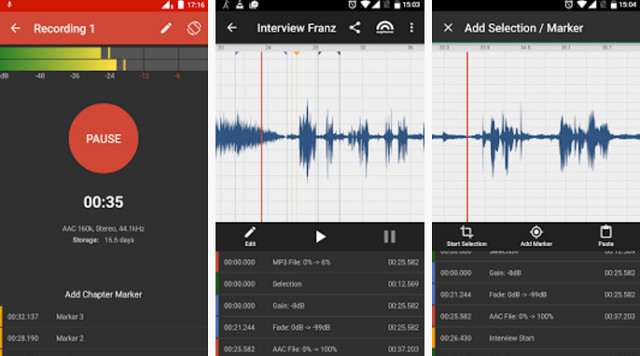 17:16
Recording 1
dB -48 -36 -24 -12 -6
PAUSE
00:35
AAC 160k, Stereo, 44.1kHz
Storage: 16.6 days
Add Chapter Marker
00:32.137 Marker 3
00:28.190 Marker 2
15:03
Interview Franz
Edit
00:00.000 MP3 File: 0% -> 6% 00:25.582
00:00.000 Selection 00:12.569
00:00.000 Gain: -8dB 00:25.582
00:21.244 Fade: 0dB -> -99dB 00:25.582
00:25.582 AAC File: 0% -> 100% 00:37.203
15:04
Add Selection / Marker
Start Selection Add Marker Paste
00:00.000 Gain: -8dB 00:25.582
00:21.244 Fade: 0dB -> -99dB 00:25.582
00:25.582 AAC File: 0% -> 100% 00:37.203
00:26.430 Interview Start